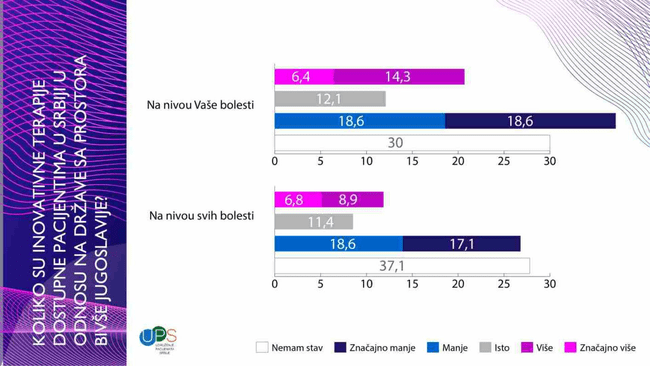 KOLIKO SU INOVATIVNE TERAPIJE
DOSTUPNE PACIJENTIMA U SRBIJI U
ODNOSU NA DRŽAVE SA PROSTORA
BIVŠE JUGOSLAVIJE?
6,4 14,3
Na nivou Vaše bolesti
12,1
18,6 18,6
30
0 5 10 15 20 25 30
6,8 8,9
Na nivou svih bolesti
11,4
18,6 17,1
37,1
0 5 10 15 20 25 30
UPS
UDRUŽENJE
PACIJENATA
SRBIJE
Nemam stav Značajno manje Manje Isto Više Značajno više